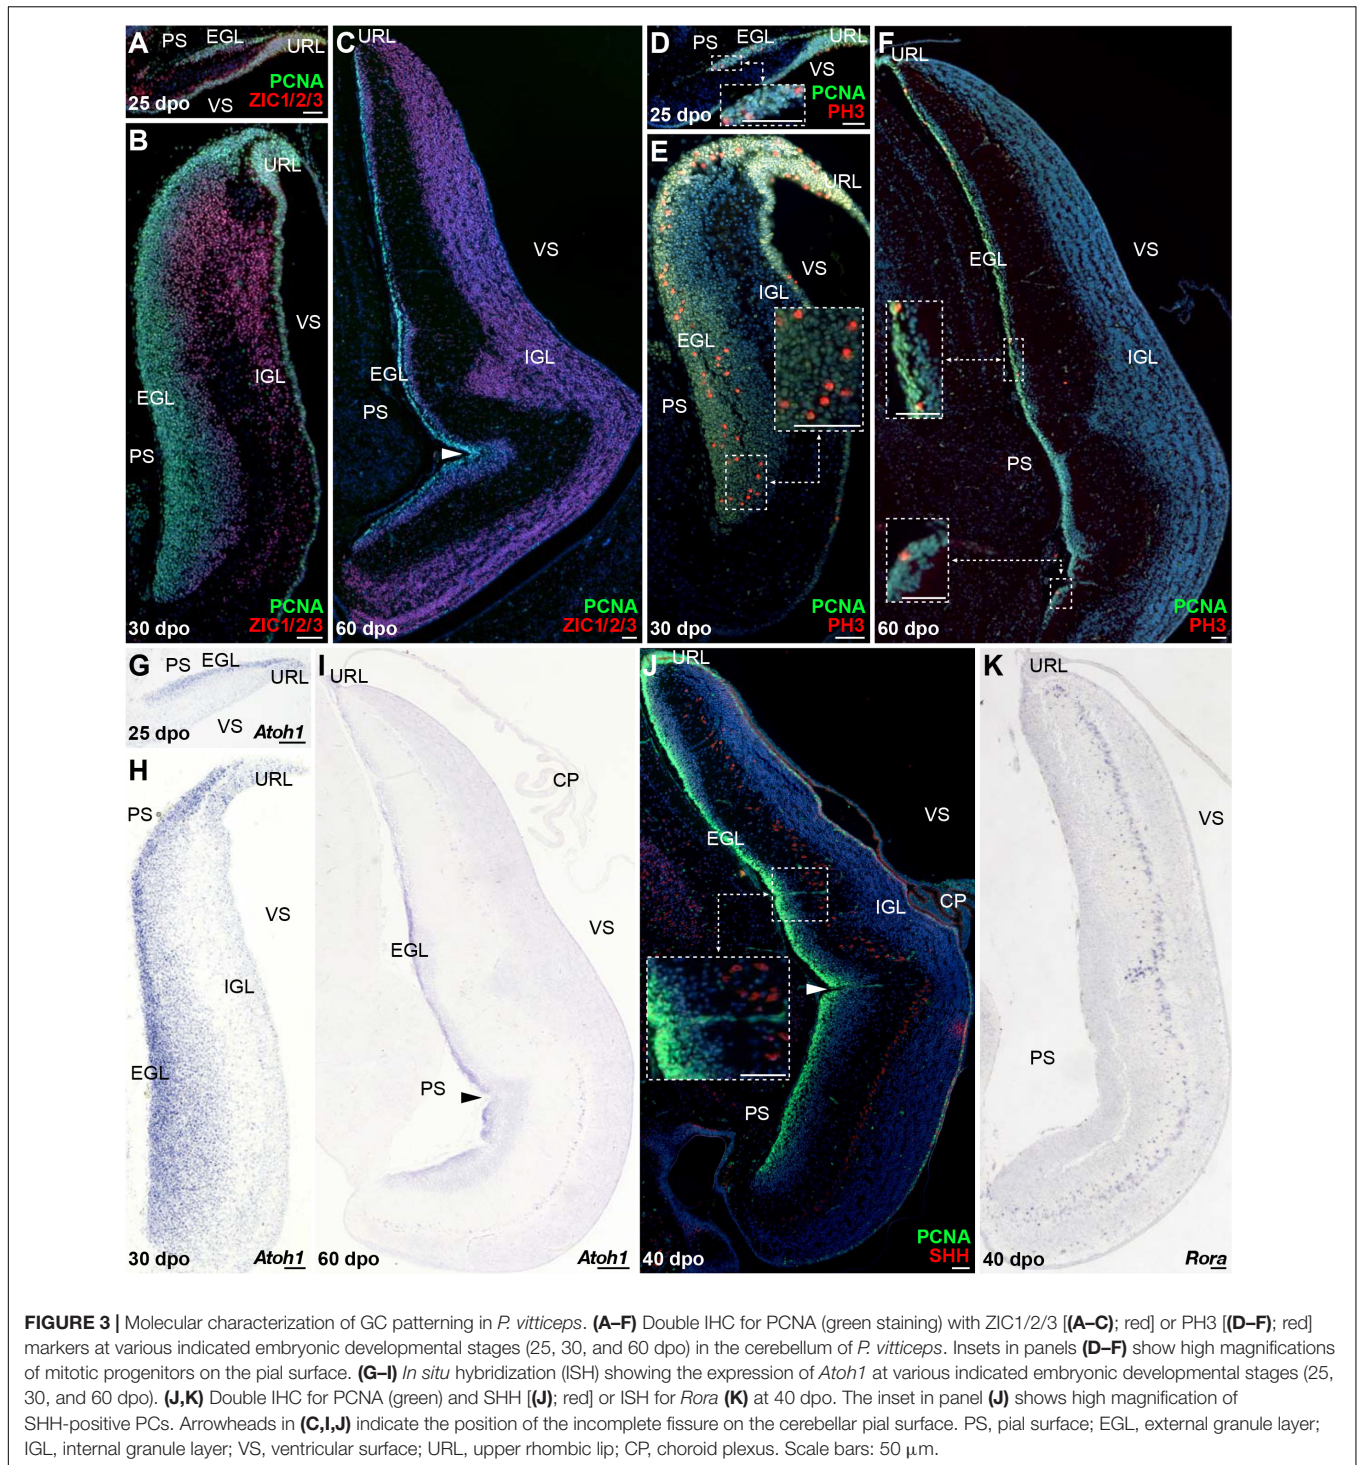 A
PS
EGL
URL
PCNA
25 dpo
ZIC1/2/3
VS
B
URL
VS
IGL
EGL
PS
PCNA
30 dpo
ZIC1/2/3
C
URL
VS
IGL
EGL
PS
PCNA
60 dpo
ZIC1/2/3
D
EGL
URL
PS
VS
PCNA
25 dpo
PH3
E
URL
VS
IGL
EGL
PS
PCNA
30 dpo
PH3
F
URL
VS
EGL
IGL
PS
PCNA
60 dpo
PH3
G
PS
EGL
URL
VS
25 dpo
Atoh1
H
URL
PS
VS
IGL
EGL
30 dpo
Atoh1
I
URL
CP
VS
EGL
PS
60 dpo
Atoh1
J
URL
VS
EGL
IGL
CP
PS
PCNA
40 dpo
SHH
K
URL
VS
PS
40 dpo
Rora
FIGURE 3 | Molecular characterization of GC patterning in P. vitticeps. (A–F) Double IHC for PCNA (green staining) with ZIC1/2/3 [(A–C); red] or PH3 [(D–F); red]
markers at various indicated embryonic developmental stages (25, 30, and 60 dpo) in the cerebellum of P. vitticeps. Insets in panels (D–F) show high magnifications
of mitotic progenitors on the pial surface. (G–I) In situ hybridization (ISH) showing the expression of Atoh1 at various indicated embryonic developmental stages (25,
30, and 60 dpo). (J,K) Double IHC for PCNA (green) and SHH [(J); red] or ISH for Rora (K) at 40 dpo. The inset in panel (J) shows high magnification of
SHH-positive PCs. Arrowheads in (C,I,J) indicate the position of the incomplete fissure on the cerebellar pial surface. PS, pial surface; EGL, external granule layer;
IGL, internal granule layer; VS, ventricular surface; URL, upper rhombic lip; CP, choroid plexus. Scale bars: 50 μm.